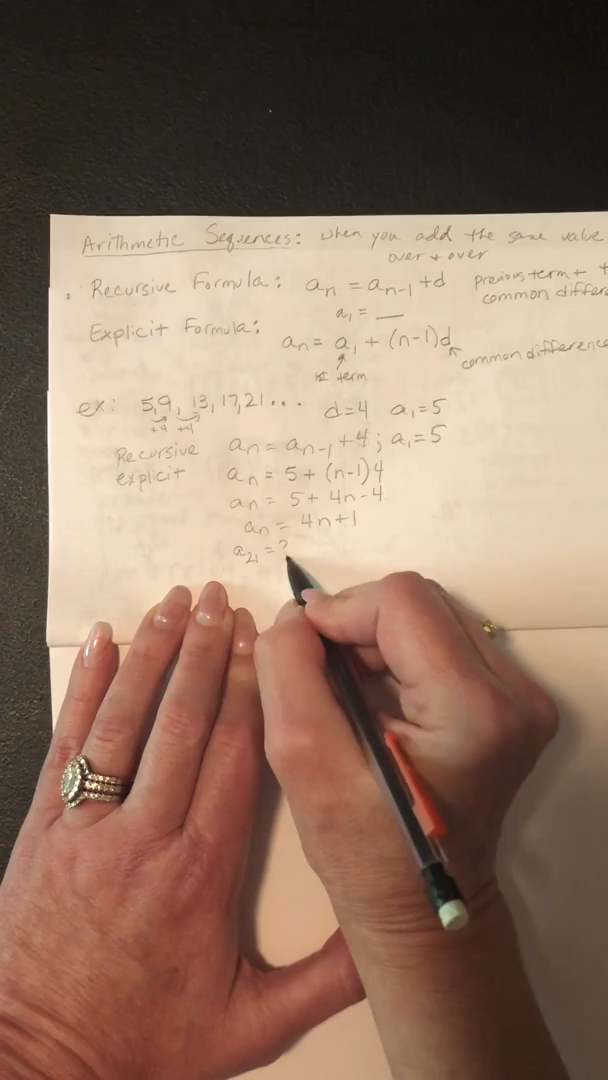 Arithmetic Sequences: when you add the same value
over + over
Recursive Formula: aₙ = aₙ₋₁ + d previous term +
a₁ = __ common differ
Explicit Formula: aₙ = a₁ + (n-1)d
1st term common difference
ex: 5,9, 13,17,21... d=4 a₁=5
+4 +4
Recursive aₙ = aₙ₋₁ +4; a₁=5
explicit aₙ = 5 + (n-1)4
aₙ = 5 + 4n-4
aₙ = 4n+1
a₂₁ = ?